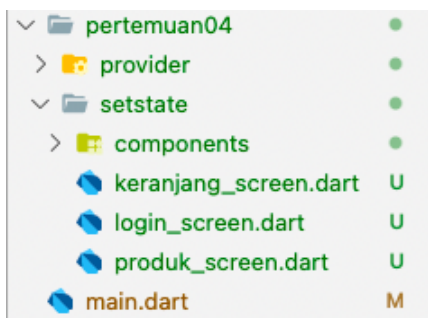 pertemuan04
provider
setstate
components
keranjang_screen.dart U
login_screen.dart U
produk_screen.dart U
main.dart M